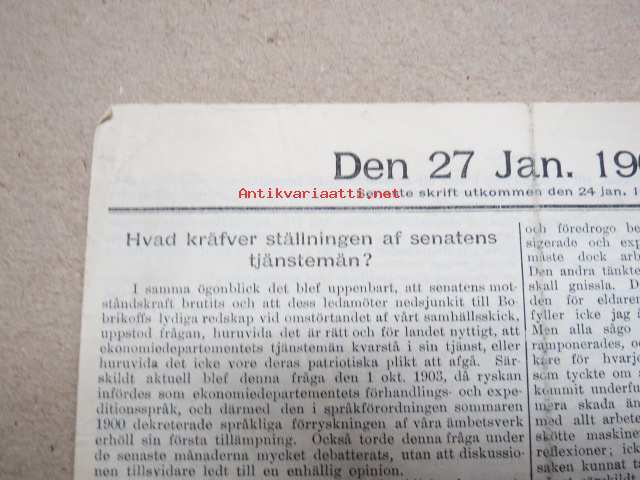 Den 27 Jan. 190
Antikvariaatti.net
skrift utkommen den 24 jan. 1
Hvad kräfver ställningen af senatens
tjänstemän?
I samma ögonblick det blef uppenbart, att senatens mot-
ståndskraft brutits och att dess ledamöter nedsjunkit till Bo-
brikoffs lydiga redskap vid omstörtandet af vårt samhällsskick,
uppstod frågan, huruvida det är rätt och för landet nyttigt, att
ekonomiedepartementets tjänstemän kvarstå i sin tjänst, eller
huruvida det icke vore deras patriotiska plikt att afgå. Sär-
skildt aktuell blef denna fråga den 1 okt. 1903, då ryskan
infördes som ekonomiedepartementets förhandlings- och expe-
ditionsspråk, och därmed den i språkförordningen sommaren
1900 dekreterade språkliga förryskningen af våra ämbetsverk
erhöll sin första tillämpning. Också torde denna fråga under
de senaste månaderna mycket debatterats, utan att diskussio-
nen tillsvidare ledt till en enhällig opinion.
och föredrogo be
sigerade och exp
måste dock arb
Den andra tänkte
skall gnissla. D
den för eldaren
fyller icke jag å
Men alla sågo
ramponerades, oc
kare för hvarje
som tyckte om s
kommit underfu
mera skada än
med allt arbete
skötte maskine
reflexioner; ick
saken kunnat ta